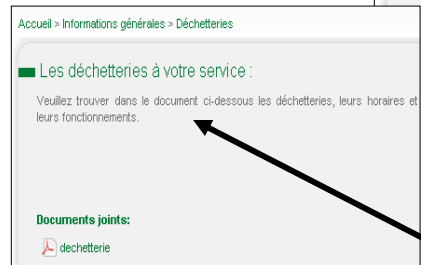 Accueil > Informations générales > Déchetteries
Les déchetteries à votre service :
Veuillez trouver dans le document ci-dessous les déchetteries, leurs horaires et
leurs fonctionnements.
Documents joints:
dechetterie